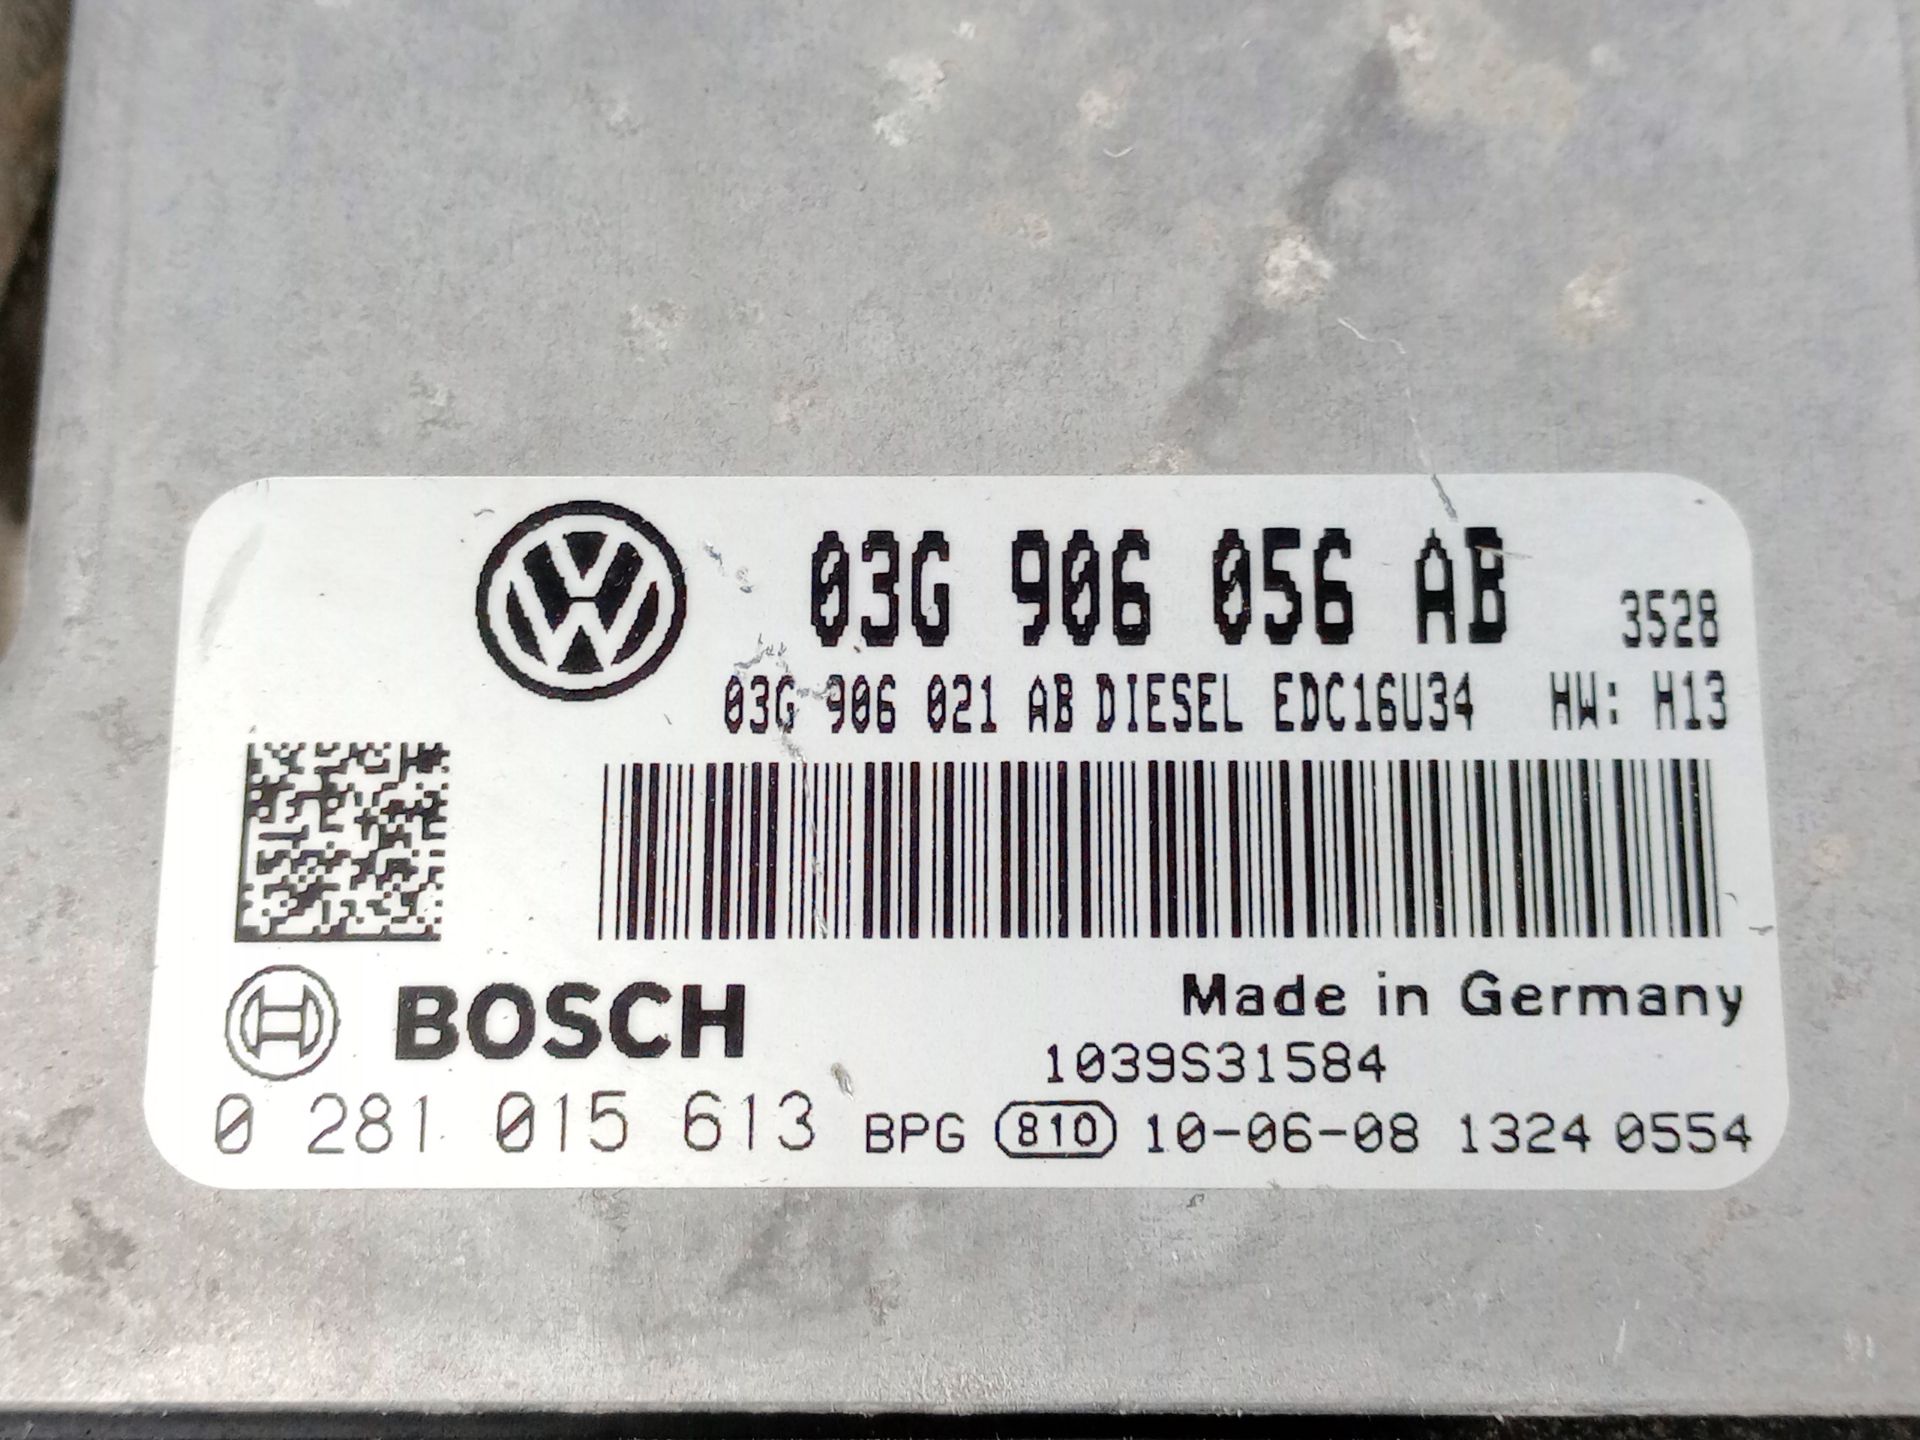 03G 906 056 AB 3528
03G 906 021 AB DIESEL EDC16U34 HW: H13
BOSCH
Made in Germany
1039S31584
0 281 015 613 BPG 810 10-06-08 1324 0554